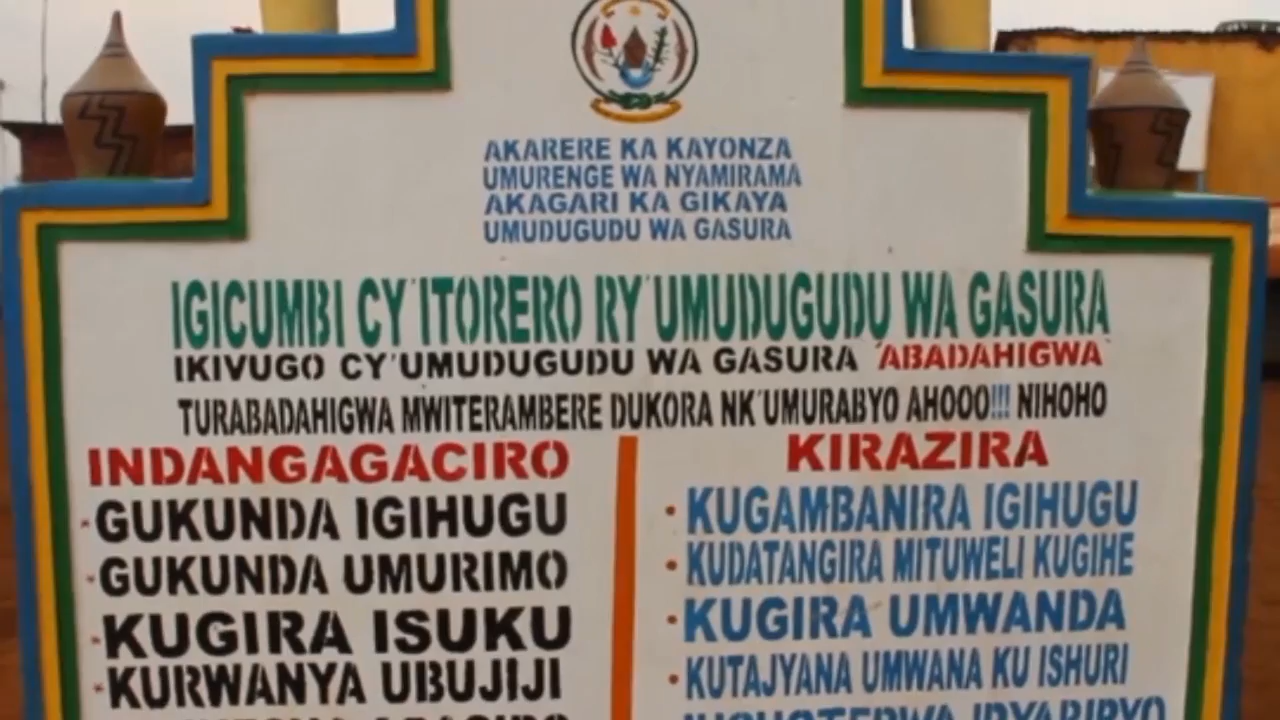 AKARERE KA KAYONZA
UMURENGE WA NYAMIRAMA
AKAGARI KA GIKAYA
UMUDUGUDU WA GASURA
IGICUMBI CY'ITORERO RY'UMUDUGUDU WA GASURA
IKIVUGO CY'UMUDUGUDU WA GASURA "ABADAHIGWA"
TURABADAHIGWA MWITERAMBERE DUKORA NK'UMURABYO AHOOO!!! NIHOHO
INDANGAGACIRO
GUKUNDA IGIHUGU
GUKUNDA UMURIMO
KUGIRA ISUKU
KURWANYA UBUJIJI
KIRAZIRA
KUGAMBANIRA IGIHUGU
KUDATANGIRA MITUWELI KUGIHE
KUGIRA UMWANDA
KUTAJYANA UMWANA KU ISHURI